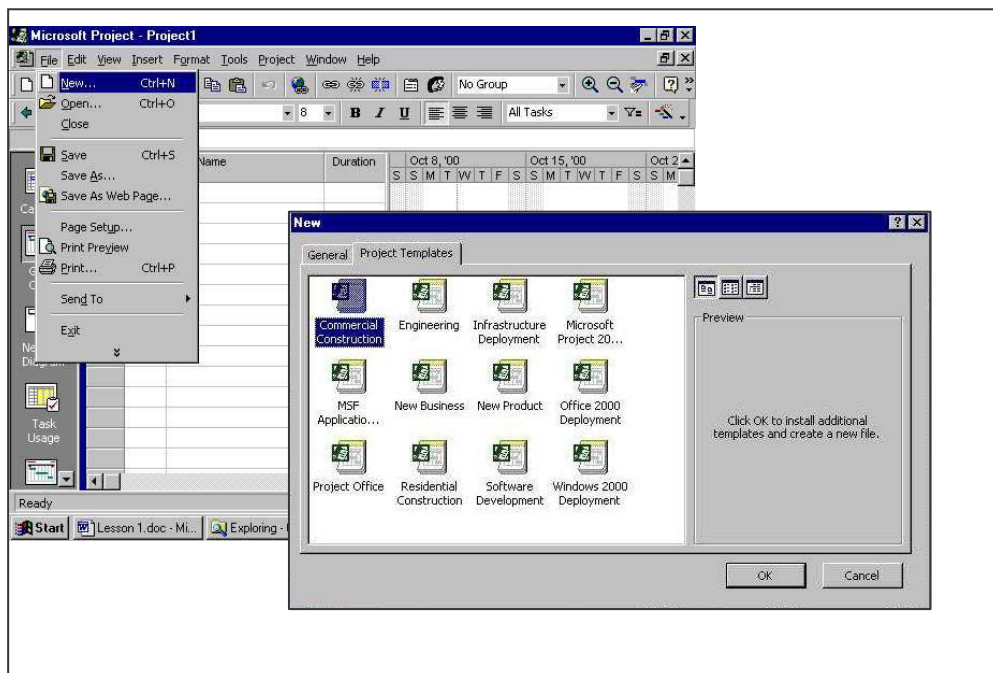 Microsoft Project - Project1
File Edit View Insert Format Tools Project Window Help
New... Ctrl+N
No Group
Open... Ctrl+O
8 B I U All Tasks
Close
Save Ctrl+S
Name Duration Oct 8, '00 Oct 15, '00 Oct 2
S S M T W T F S S M T W T F S S M
Save As...
Save As Web Page...
Page Setup...
Print Preview
Print... Ctrl+P
Send To
Exit
Task
Usage
Ready
Start Lesson 1.doc - Mi... Exploring -
New
General Project Templates
Commercial
Construction
Engineering
Infrastructure
Deployment
Microsoft
Project 20...
MSF
Applicatio...
New Business
New Product
Office 2000
Deployment
Project Office
Residential
Construction
Software
Development
Windows 2000
Deployment
Preview
Click OK to install additional
templates and create a new file.
OK Cancel